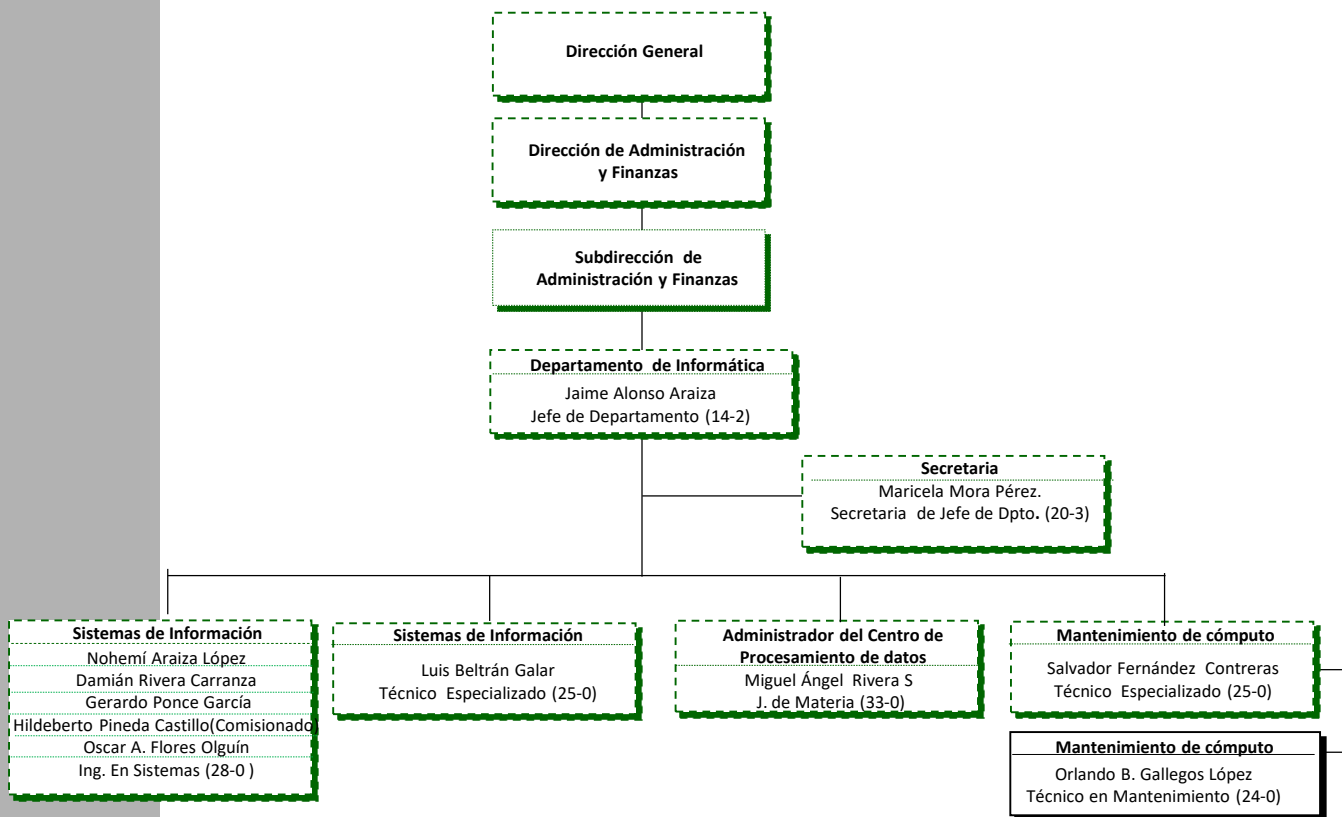 Dirección General
Dirección de Administración
y Finanzas
Subdirección de
Administración y Finanzas
Departamento de Informática
Jaime Alonso Araiza
Jefe de Departamento (14-2)
Secretaria
Maricela Mora Pérez.
Secretaria de Jefe de Dpto. (20-3)
Sistemas de Información
Nohemí Araiza López
Damián Rivera Carranza
Gerardo Ponce García
Hildeberto Pineda Castillo(Comisionado)
Oscar A. Flores Olguín
Ing. En Sistemas (28-0 )
Sistemas de Información
Luis Beltrán Galar
Técnico Especializado (25-0)
Administrador del Centro de
Procesamiento de datos
Miguel Ángel Rivera S
J. de Materia (33-0)
Mantenimiento de cómputo
Salvador Fernández Contreras
Técnico Especializado (25-0)
Mantenimiento de cómputo
Orlando B. Gallegos López
Técnico en Mantenimiento (24-0)